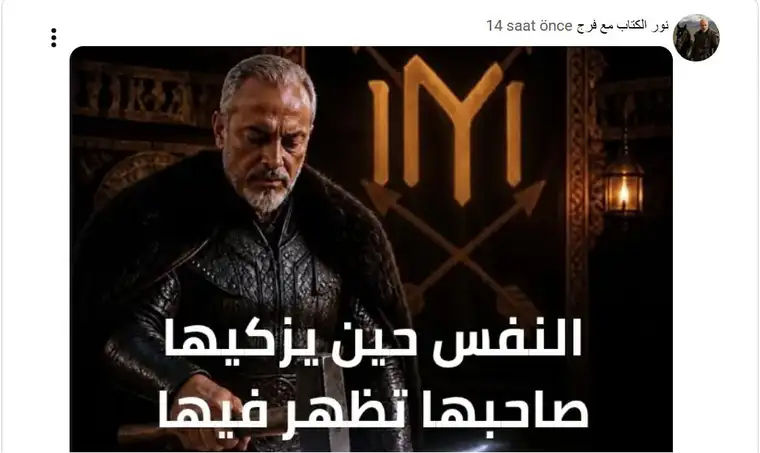 نور الكتاب مع فرج 14 saat önce
النفس حين يزكيها
صاحبها تظهر فيها